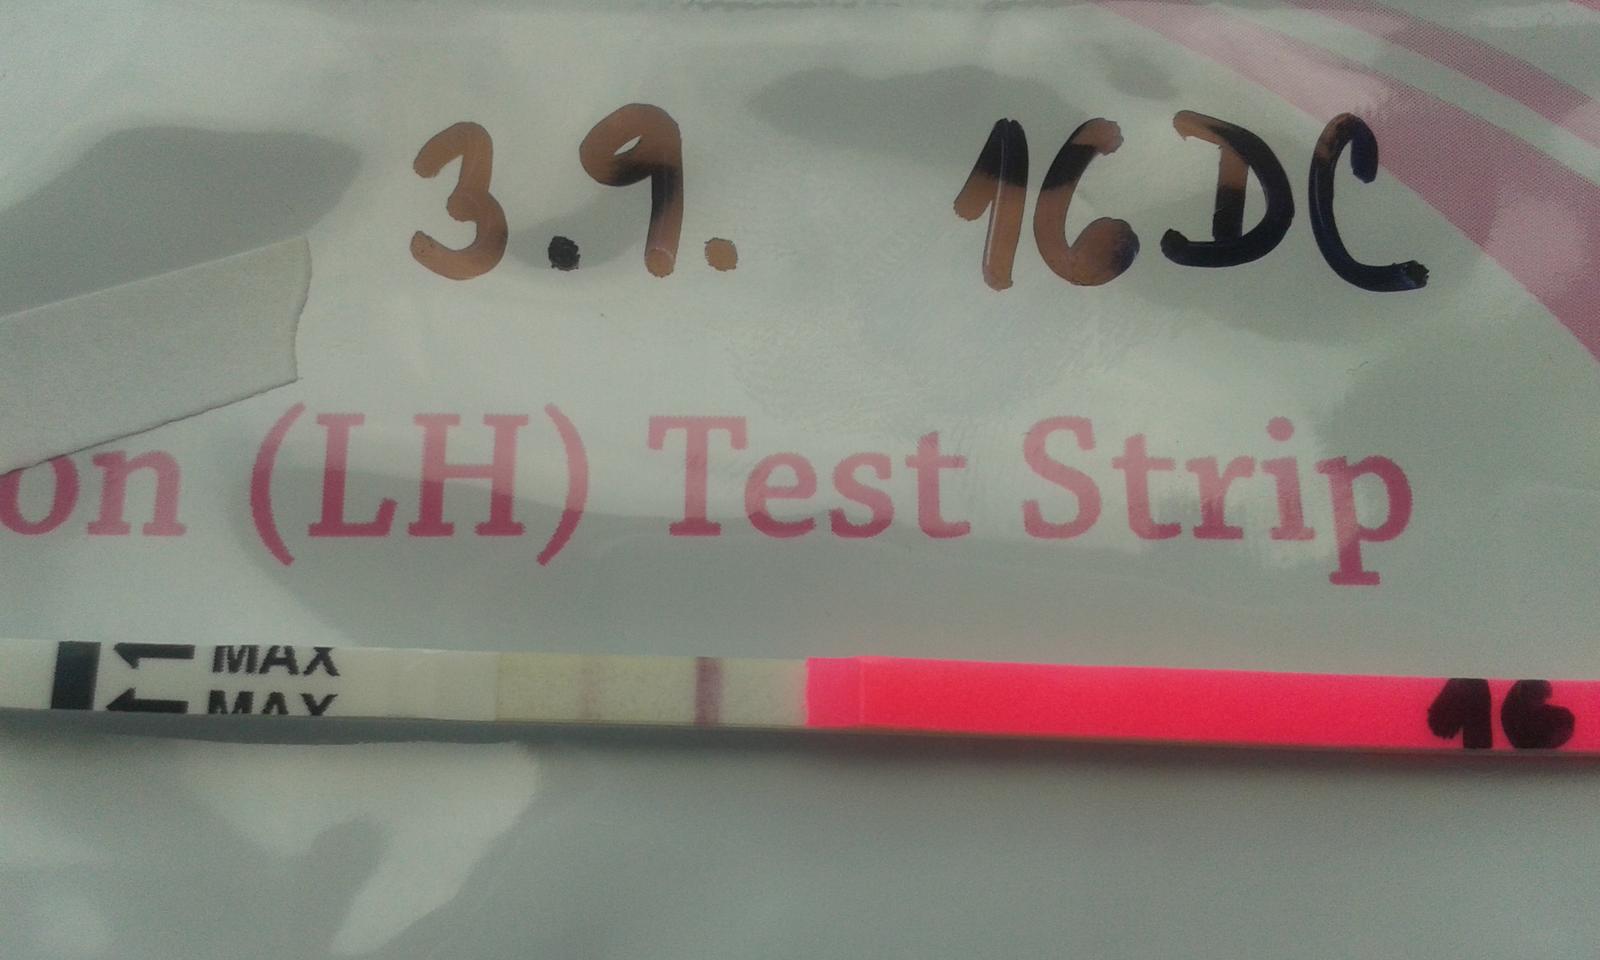 3.9. 16DC
on (LH) Test Strip
MAX
MAX
16